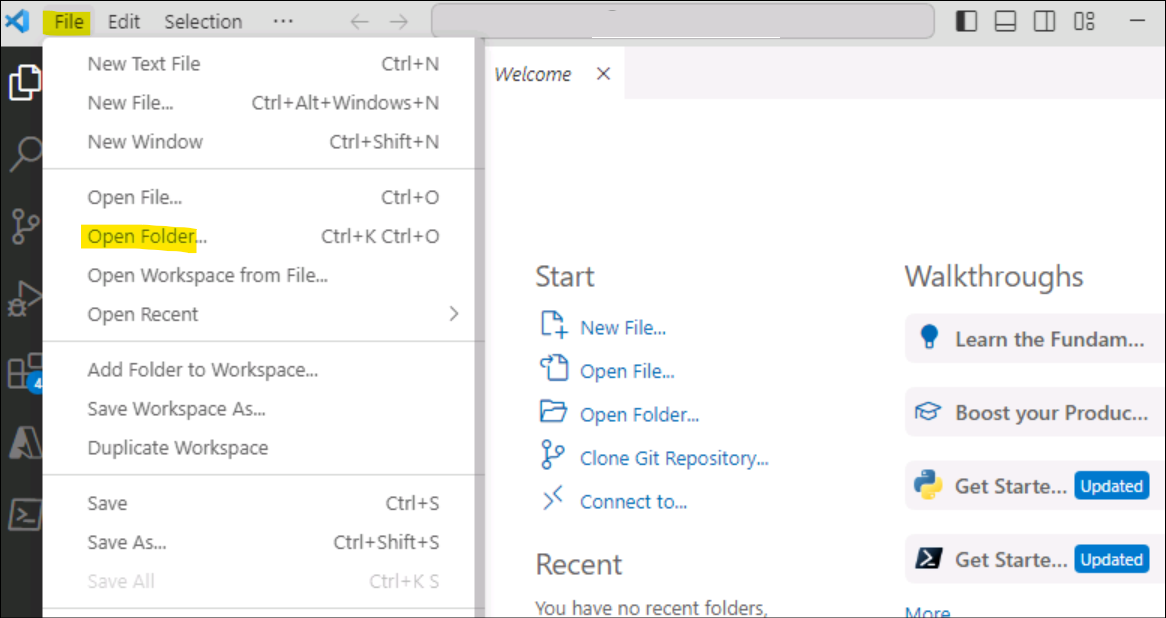 File Edit Selection ...
New Text File Ctrl+N
New File... Ctrl+Alt+Windows+N
New Window Ctrl+Shift+N
Open File... Ctrl+O
Open Folder... Ctrl+K Ctrl+O
Open Workspace from File...
Open Recent
Add Folder to Workspace...
Save Workspace As...
Duplicate Workspace
Save Ctrl+S
Save As... Ctrl+Shift+S
Save All Ctrl+K S
4
Welcome
Start
New File...
Open File...
Open Folder...
Clone Git Repository...
Connect to...
Recent
You have no recent folders,
Walkthroughs
Learn the Fundam...
Boost your Produc...
Get Starte... Updated
Get Starte... Updated
More